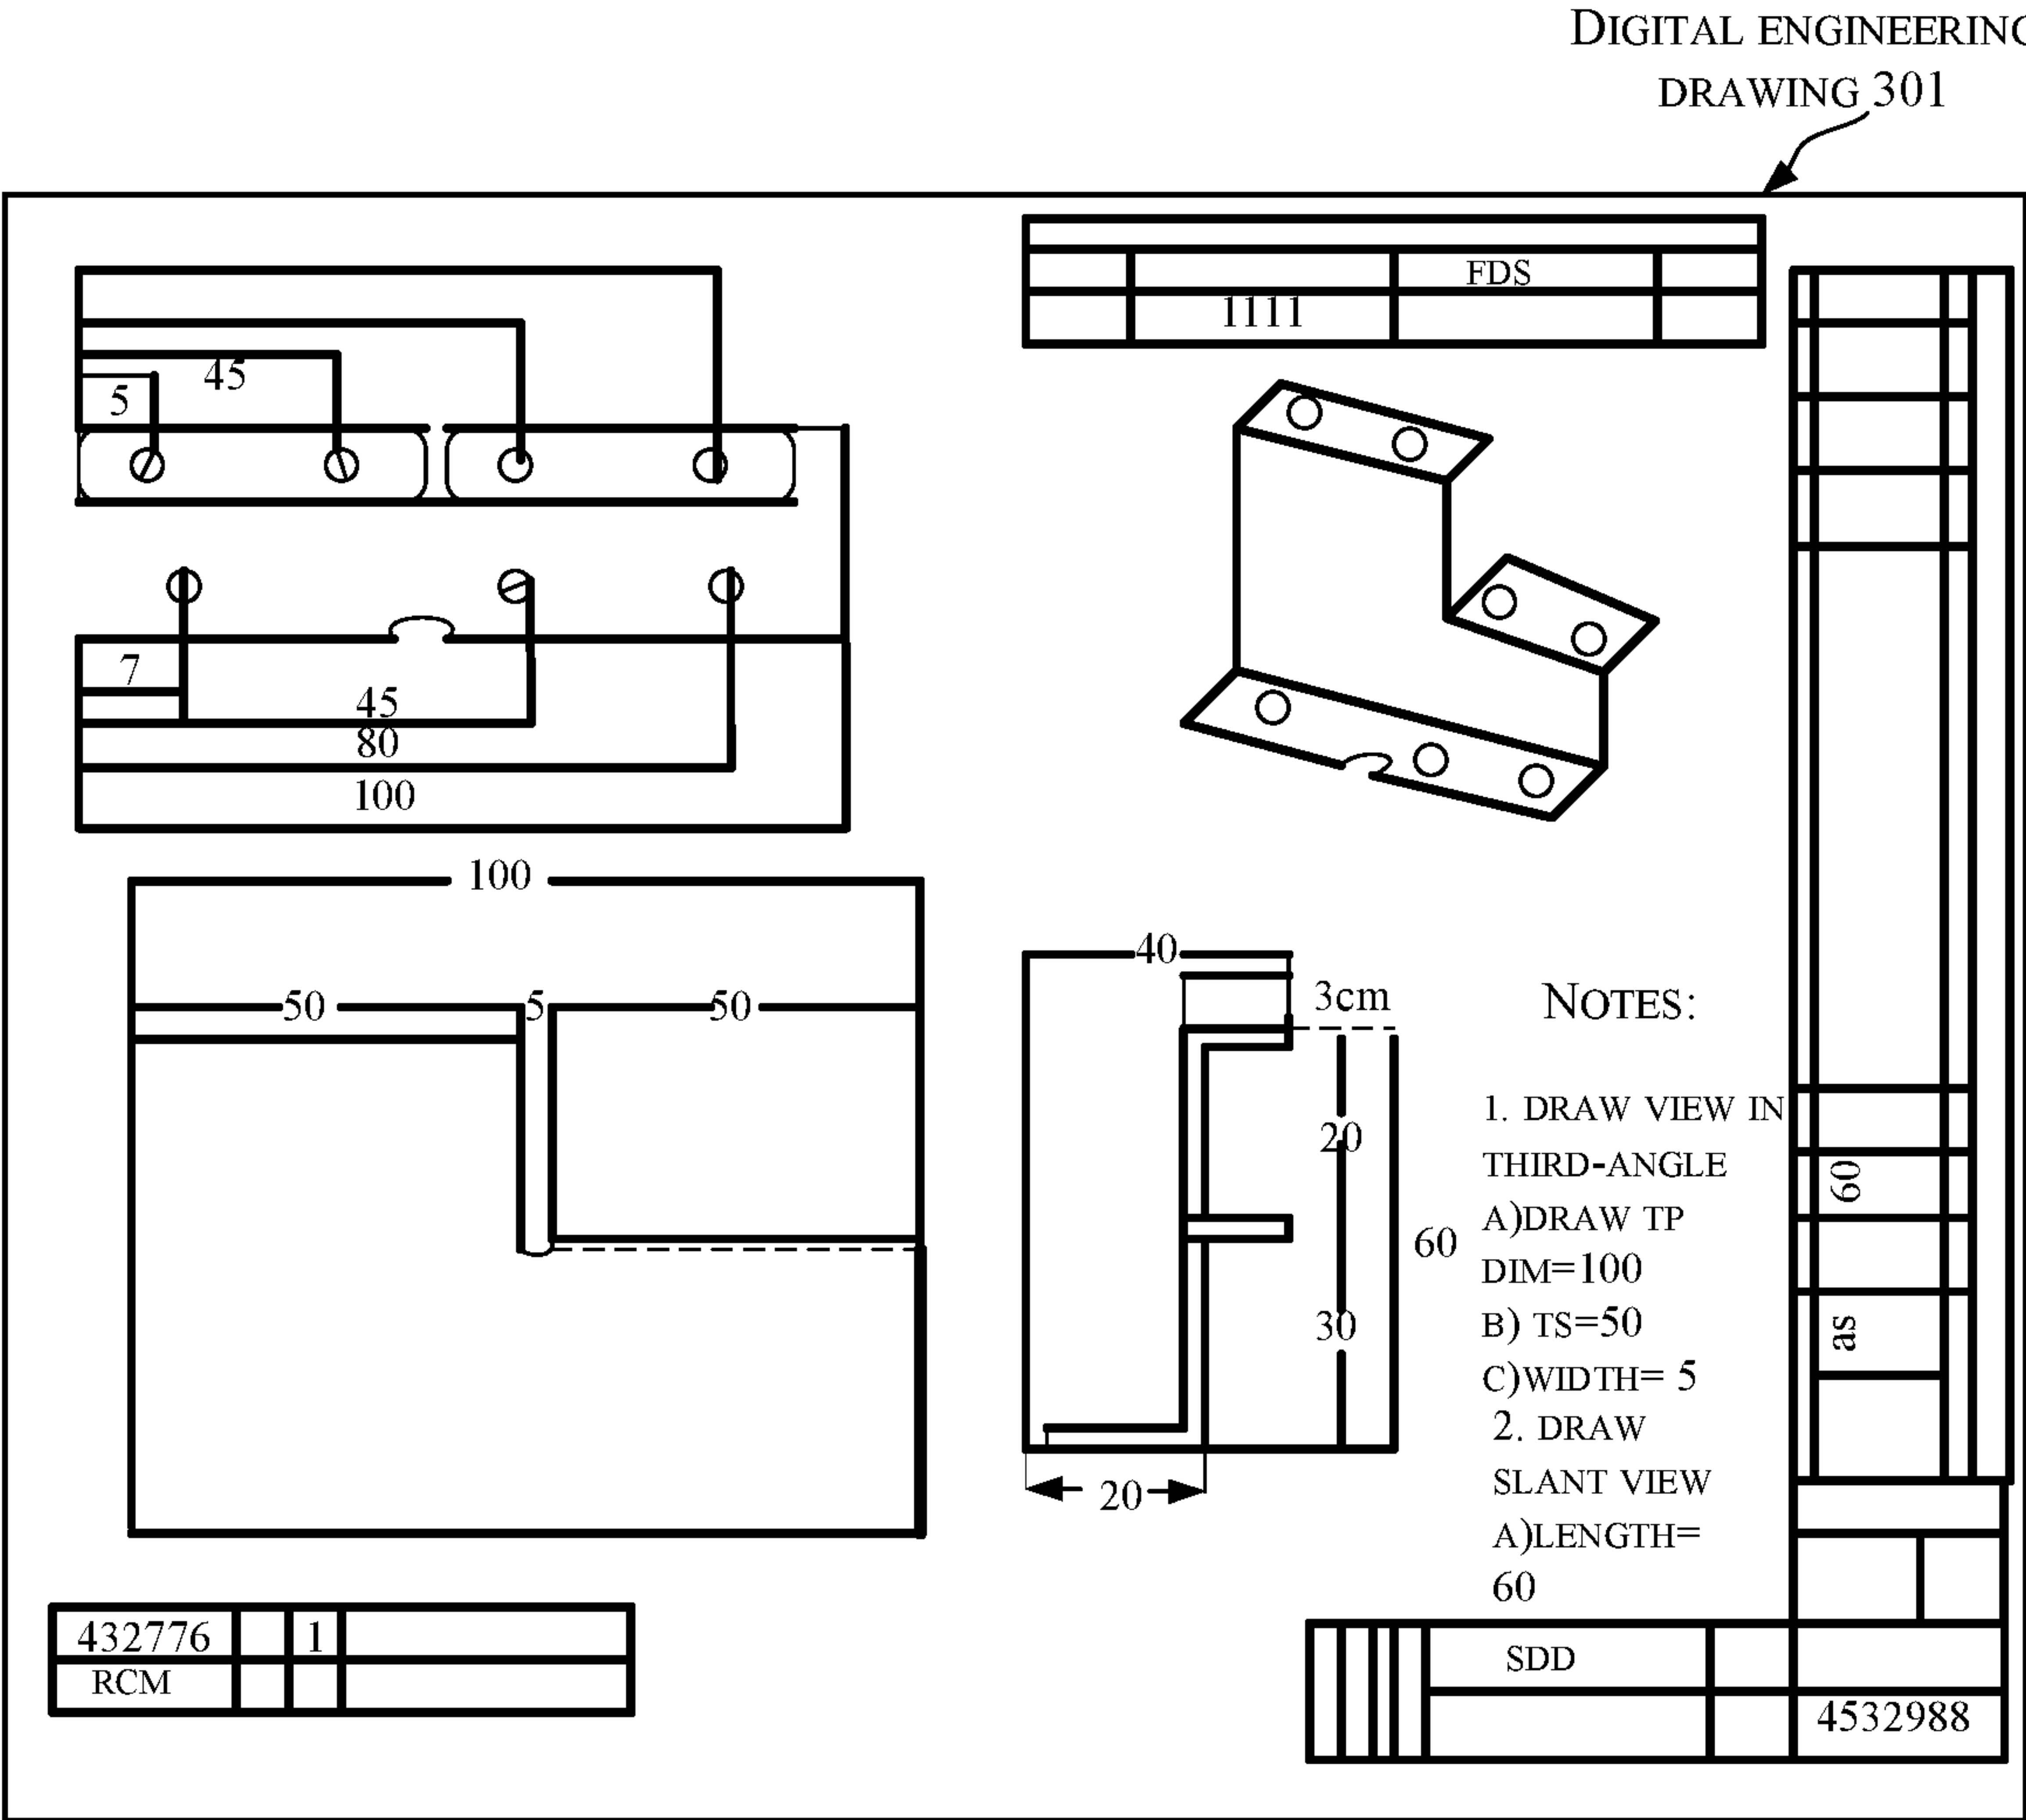 DIGITAL ENGINEERING
DRAWING 301
FDS
1111
45
5
7
45
80
100
100
50 5 50
40
3cm
20
60
30
20
NOTES:
1. DRAW VIEW IN
THIRD-ANGLE
A)DRAW TP
DIM=100
B) TS=50
C)WIDTH= 5
2. DRAW
SLANT VIEW
A)LENGTH=
60
60
as
432776 1
RCM
SDD
4532988